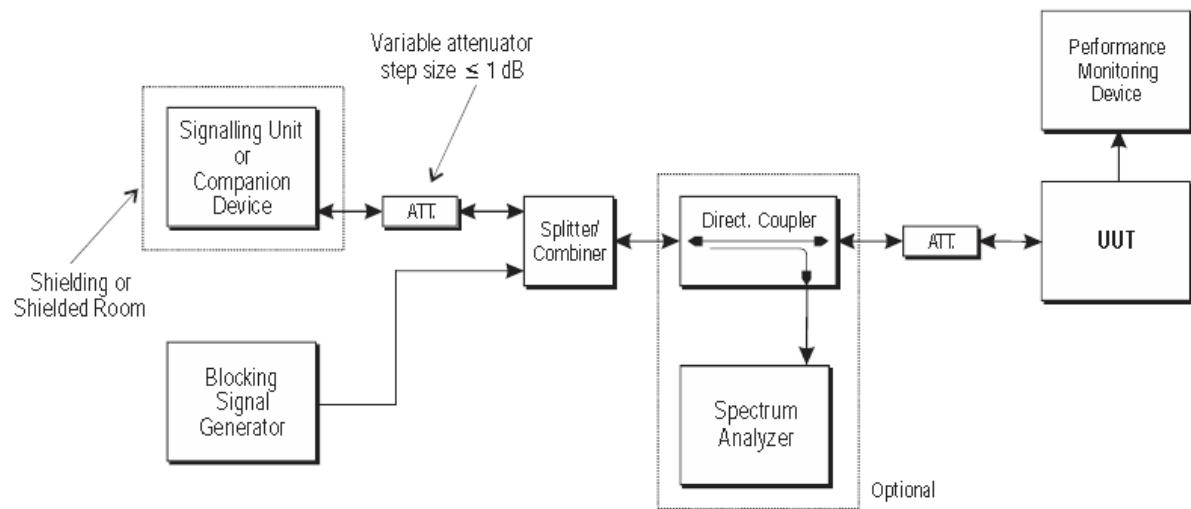 Variable attenuator
step size ≤ 1 dB
Performance
Monitoring
Device
Signalling Unit
or
Companion
Device
ATT.
Splitter/
Combiner
Direct. Coupler
ATT.
UUT
Shielding or
Shielded Room
Blocking
Signal
Generator
Spectrum
Analyzer
Optional